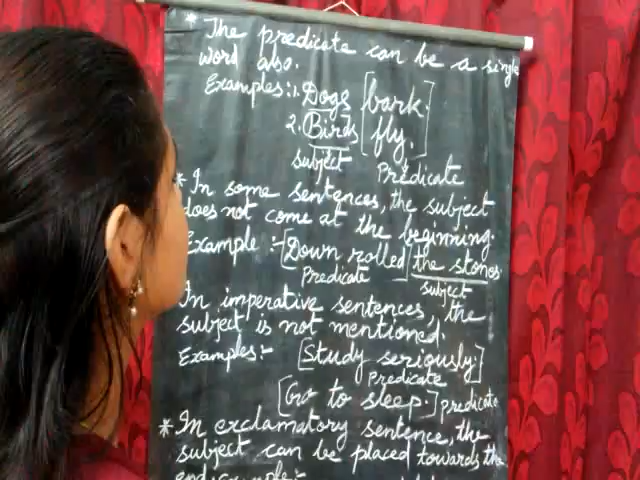 * The predicate can be a single
word also.
Examples:1. Dogs [bark.
2. Birds fly.]
Subject Predicate
* In some sentences, the subject
does not come at the beginning.
Example :- [Down rolled] the stones.
Predicate subject
In imperative sentences, the
subject is not mentioned.
Examples:- [Study seriously.]
Predicate
[Go to sleep.] predicate
* In exclamatory sentence, the
subject can be placed towards the
end